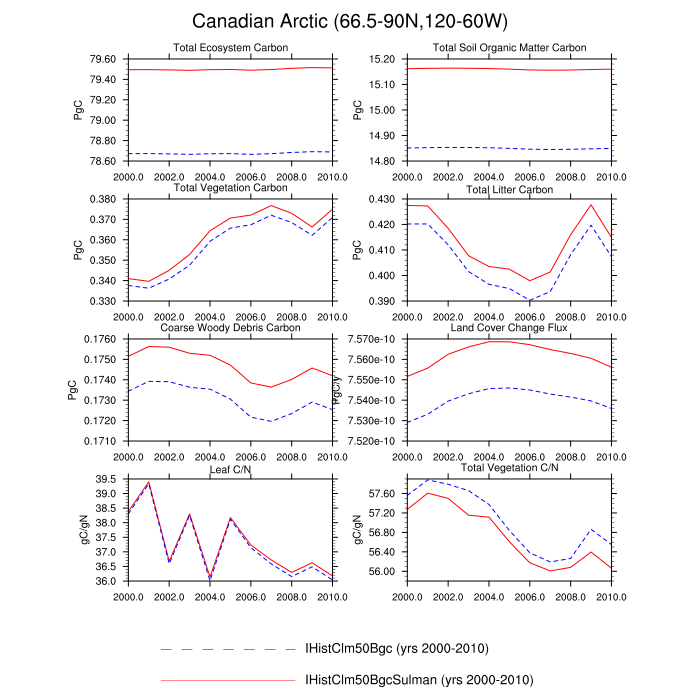 Canadian Arctic (66.5-90N,120-60W)
Total Ecosystem Carbon
Total Soil Organic Matter Carbon
79.60
79.40
79.20
79.00
78.80
78.60
PgC
2000.0 2002.0 2004.0 2006.0 2008.0 2010.0
15.20
15.10
15.00
14.90
14.80
PgC
2000.0 2002.0 2004.0 2006.0 2008.0 2010.0
Total Vegetation Carbon
Total Litter Carbon
0.380
0.370
0.360
0.350
0.340
0.330
PgC
2000.0 2002.0 2004.0 2006.0 2008.0 2010.0
0.430
0.420
0.410
0.400
0.390
PgC
2000.0 2002.0 2004.0 2006.0 2008.0 2010.0
Coarse Woody Debris Carbon
Land Cover Change Flux
0.1760
0.1750
0.1740
0.1730
0.1720
0.1710
PgC
2000.0 2002.0 2004.0 2006.0 2008.0 2010.0
7.570e-10
7.560e-10
7.550e-10
7.540e-10
7.530e-10
7.520e-10
PgC/y
2000.0 2002.0 2004.0 2006.0 2008.0 2010.0
Leaf C/N
Total Vegetation C/N
39.5
39.0
38.5
38.0
37.5
37.0
36.5
36.0
gC/gN
2000.0 2002.0 2004.0 2006.0 2008.0 2010.0
57.60
57.20
56.80
56.40
56.00
gC/gN
2000.0 2002.0 2004.0 2006.0 2008.0 2010.0
IHistClm50Bgc (yrs 2000-2010)
IHistClm50BgcSulman (yrs 2000-2010)